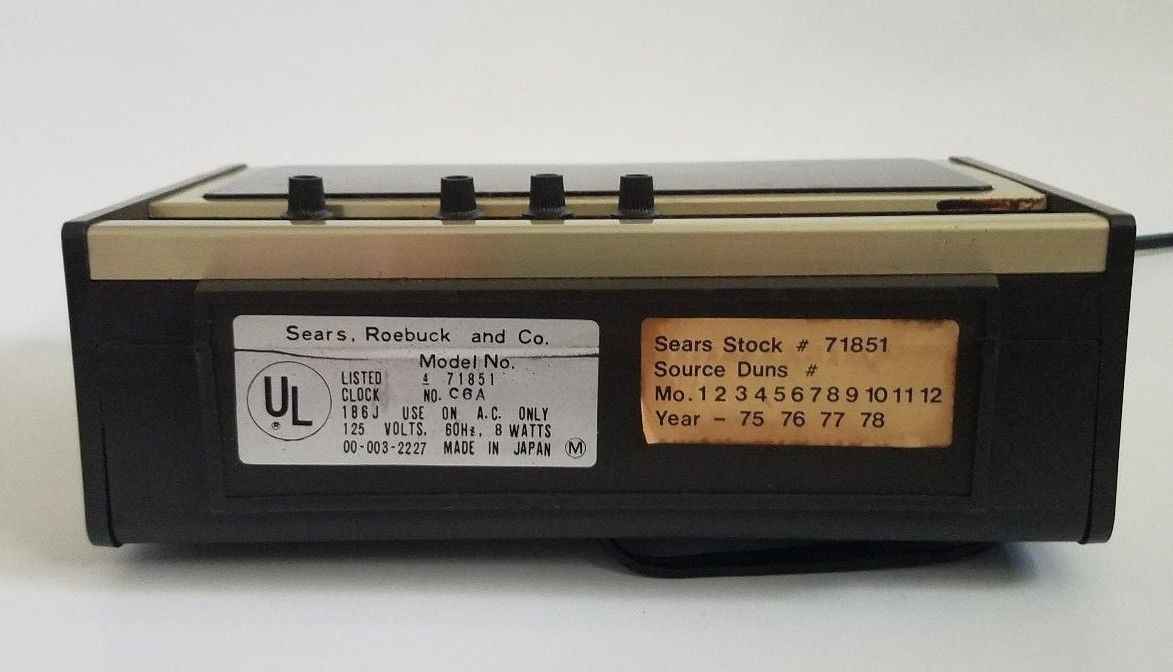 Sears, Roebuck and Co.
Model No.
UL
®
LISTED 4 71851
CLOCK NO. C6A
186J USE ON A.C. ONLY
125 VOLTS, 60Hz, 8 WATTS
00-003-2227 MADE IN JAPAN M
Sears Stock # 71851
Source Duns #
Mo. 1 2 3 4 5 6 7 8 9 10 11 12
Year - 75 76 77 78